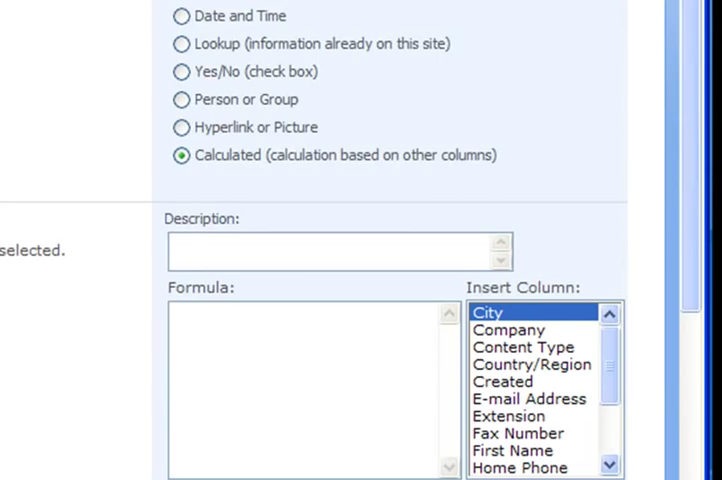 Date and Time
Lookup (information already on this site)
Yes/No (check box)
Person or Group
Hyperlink or Picture
Calculated (calculation based on other columns)
Description:
selected.
Formula:
Insert Column:
City
Company
Content Type
Country/Region
Created
E-mail Address
Extension
Fax Number
First Name
Home Phone